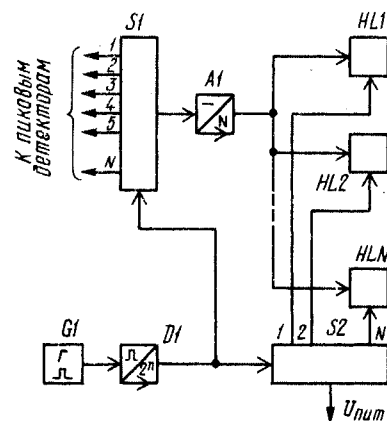 S1
HL1
К пиковым
детекторам
1
2
3
4
5
N
A1
N
HL2
HLN
G1
Г
D1
2ⁿ
1 2 S2 N
Uпит